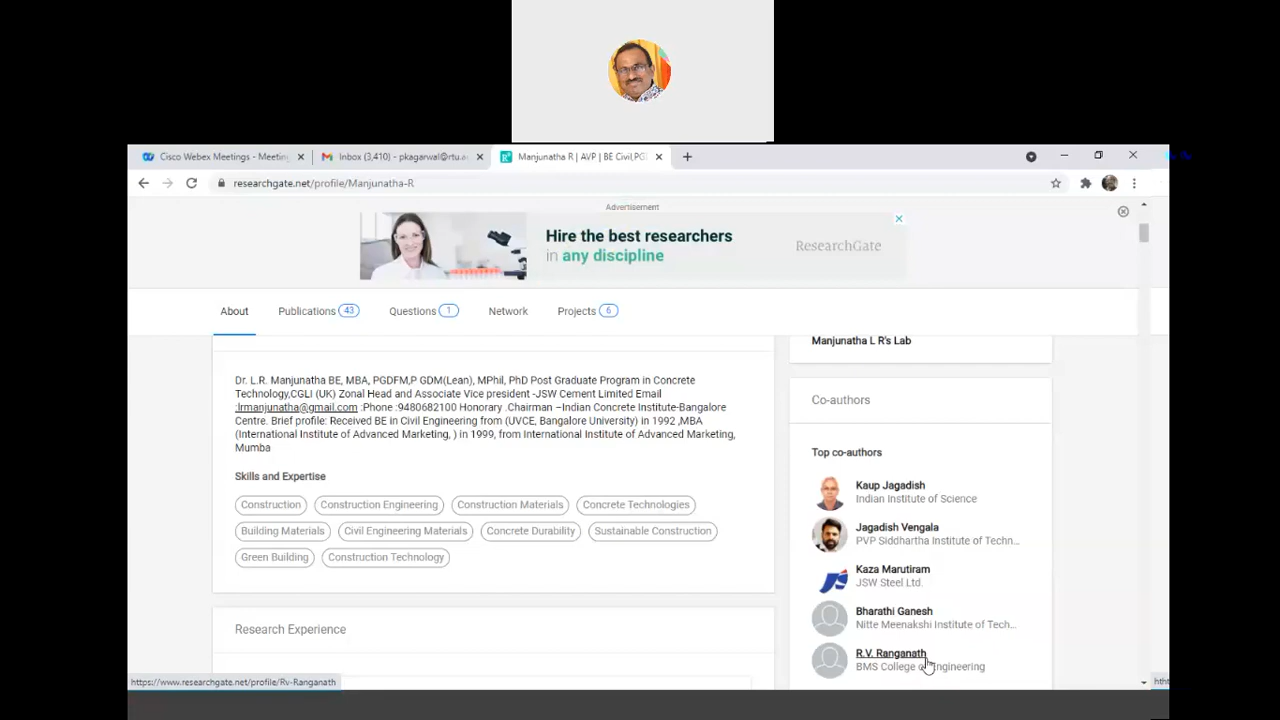 Cisco Webex Meetings - Meetin
Inbox (3,410) - pkagarwal@rtu.a
Manjunatha R | AVP | BE Civil,PG
researchgate.net/profile/Manjunatha-R
Advertisement
Hire the best researchers
in any discipline
ResearchGate
About
Publications 43
Questions 1
Network
Projects 6
Manjunatha L R's Lab
Dr. L.R. Manjunatha BE, MBA, PGDFM,P GDM(Lean), MPhil, PhD Post Graduate Program in Concrete
Technology,CGLI (UK) Zonal Head and Associate Vice president -JSW Cement Limited Email
:lrmanjunatha@gmail.com :Phone :9480682100 Honorary .Chairman –Indian Concrete Institute-Bangalore
Centre. Brief profile: Received BE in Civil Engineering from (UVCE, Bangalore University) in 1992 ,MBA
(International Institute of Advanced Marketing, ) in 1999, from International Institute of Advanced Marketing,
Mumba
Skills and Expertise
Construction
Construction Engineering
Construction Materials
Concrete Technologies
Building Materials
Civil Engineering Materials
Concrete Durability
Sustainable Construction
Green Building
Construction Technology
Research Experience
Co-authors
Top co-authors
Kaup Jagadish
Indian Institute of Science
Jagadish Vengala
PVP Siddhartha Institute of Techn...
Kaza Marutiram
JSW Steel Ltd.
Bharathi Ganesh
Nitte Meenakshi Institute of Tech...
R.V. Ranganath
BMS College of Engineering
https://www.researchgate.net/profile/Rv-Ranganath